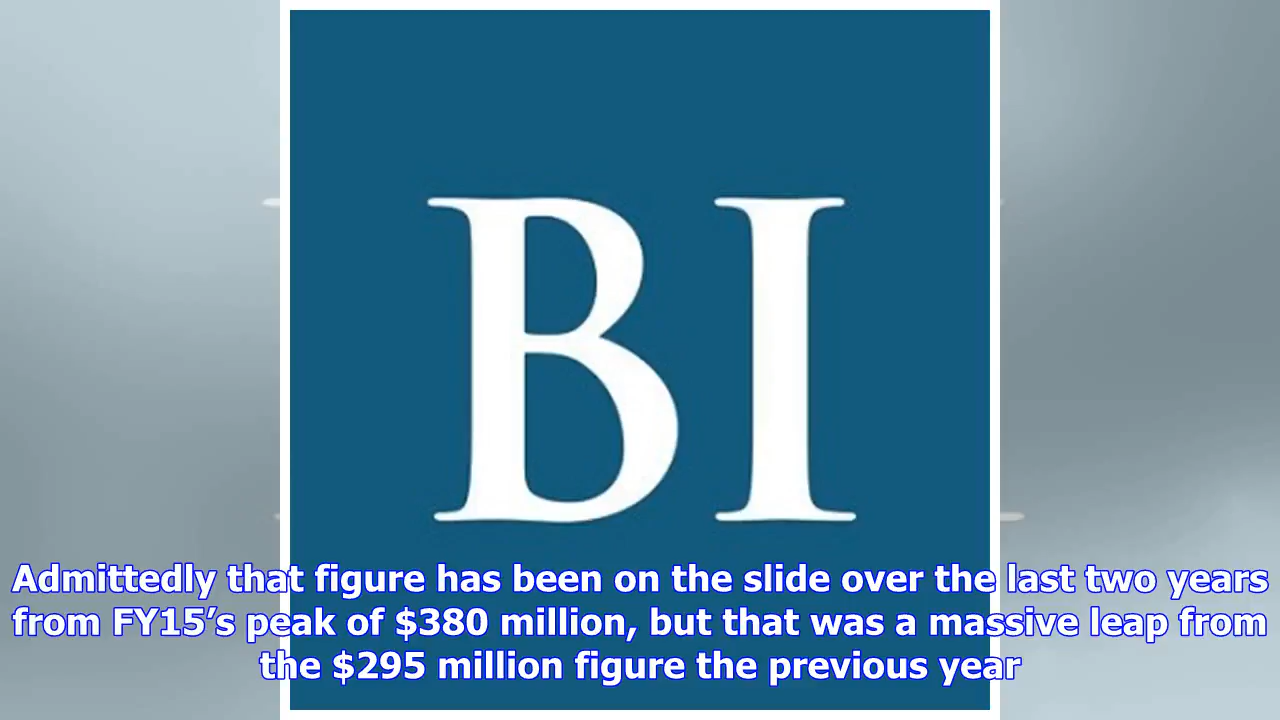 BI
Admittedly that figure has been on the slide over the last two years
from FY15’s peak of $380 million, but that was a massive leap from
the $295 million figure the previous year